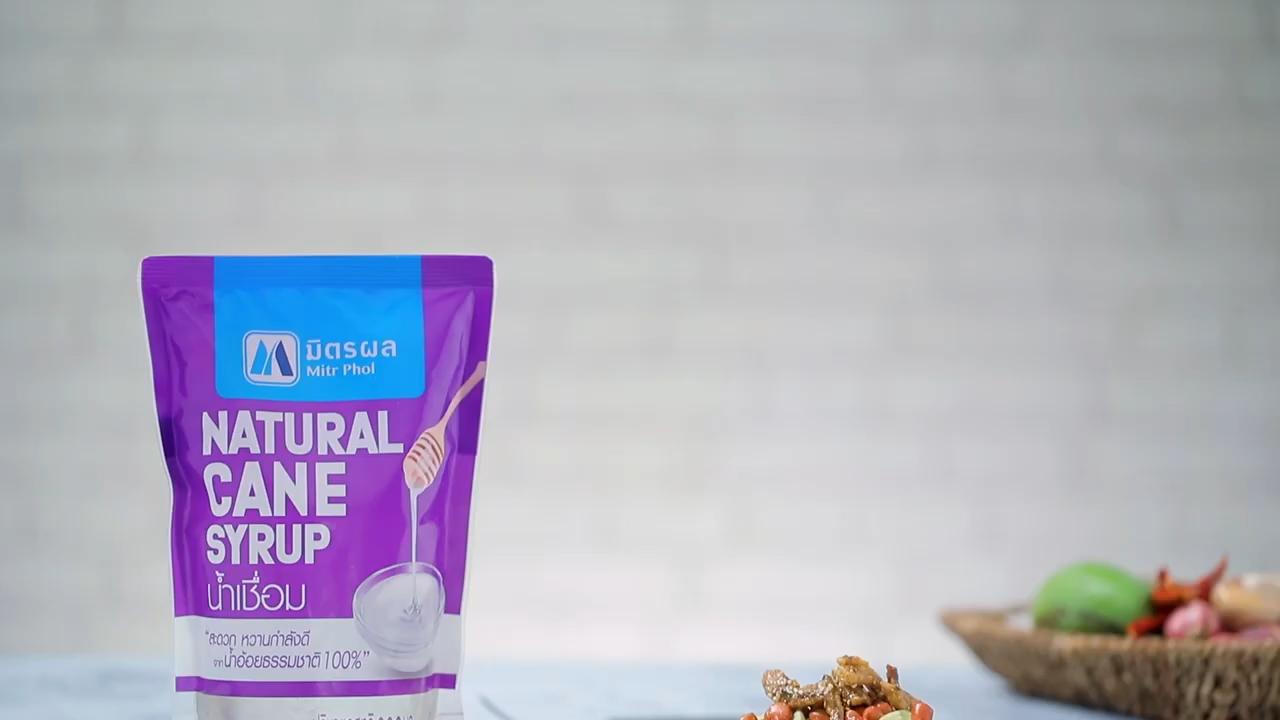 มิตรผล
Mitr Phol
NATURAL
CANE
SYRUP
น้ำเชื่อม
“สะดวก หวานกำลังดี
จากน้ำอ้อยธรรมชาติ 100%”